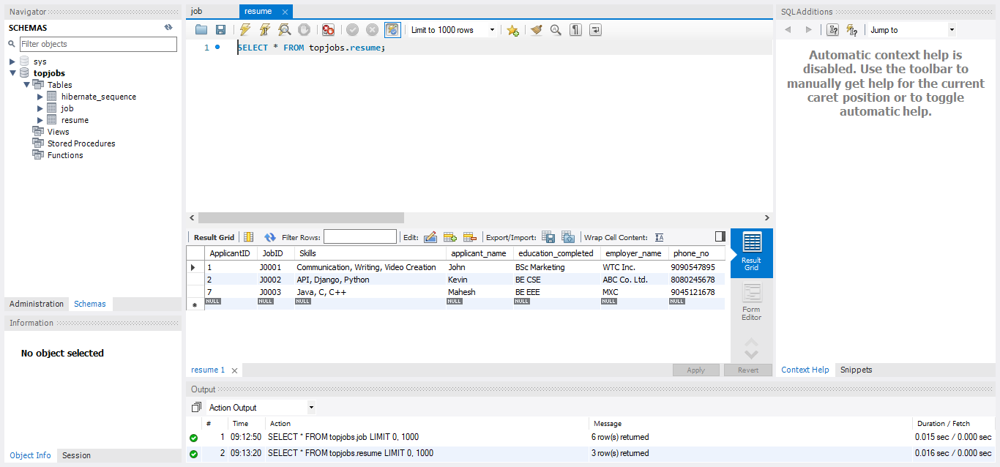 Navigator
SCHEMAS
Filter objects
sys
topjobs
Tables
hibernate_sequence
job
resume
Views
Stored Procedures
Functions
Administration Schemas
Information
No object selected
Object Info Session
job resume
Limit to 1000 rows
1 SELECT * FROM topjobs.resume;
Result Grid Filter Rows: Edit: Export/Import: Wrap Cell Content:
ApplicantID JobID Skills applicant_name education_completed employer_name phone_no
1 J0001 Communication, Writing, Video Creation John BSc Marketing WTC Inc. 9090547895
2 J0002 API, Django, Python Kevin BE CSE ABC Co. Ltd. 8080245678
7 J0003 Java, C, C++ Mahesh BE EEE MXC 9045121678
NULL NULL NULL NULL NULL NULL NULL
Result
Grid
Form
Editor
resume 1 Apply Revert
SQLAdditions
Jump to
Automatic context help is
disabled. Use the toolbar to
manually get help for the current
caret position or to toggle
automatic help.
Context Help Snippets
Output
Action Output
# Time Action Message Duration / Fetch
1 09:12:50 SELECT * FROM topjobs.job LIMIT 0, 1000 6 row(s) returned 0.015 sec / 0.000 sec
2 09:13:20 SELECT * FROM topjobs.resume LIMIT 0, 1000 3 row(s) returned 0.016 sec / 0.000 sec